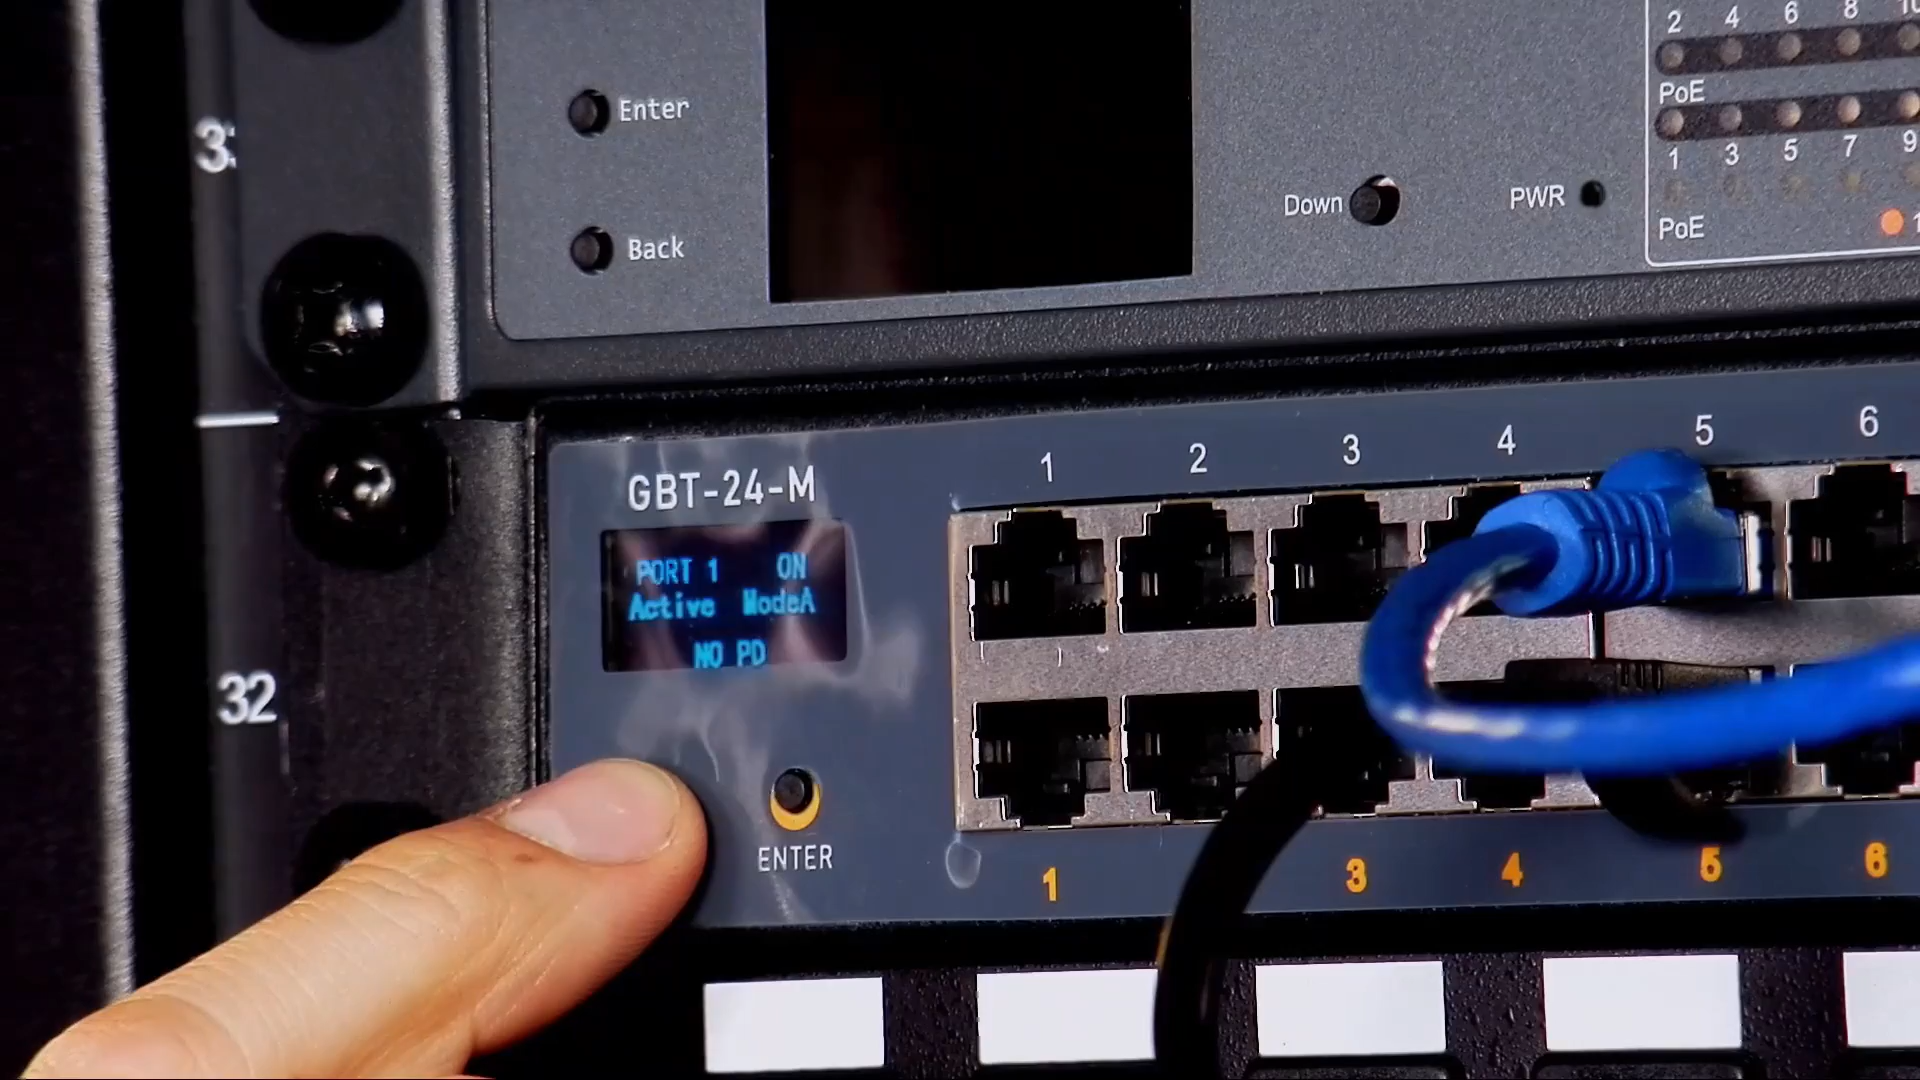 2 4 6 8 10
PoE
1 3 5 7 9
PoE
Enter
Back
Down
PWR
GBT-24-M
PORT 1 ON
Active ModeA
NO PD
ENTER
1 2 3 4 5 6
1 3 4 5 6
32